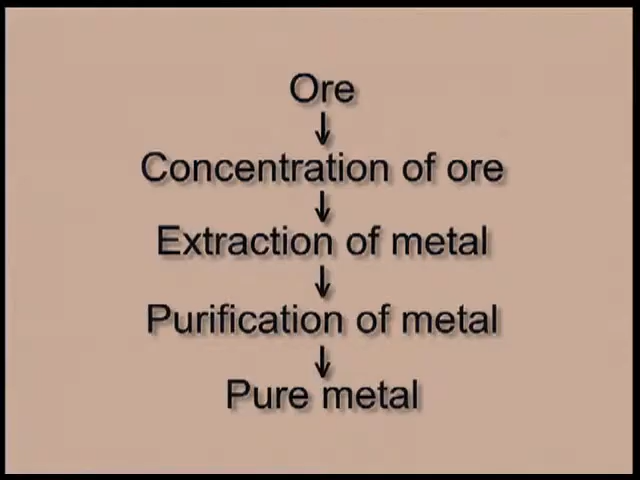 Ore
↓
Concentration of ore
↓
Extraction of metal
↓
Purification of metal
↓
Pure metal